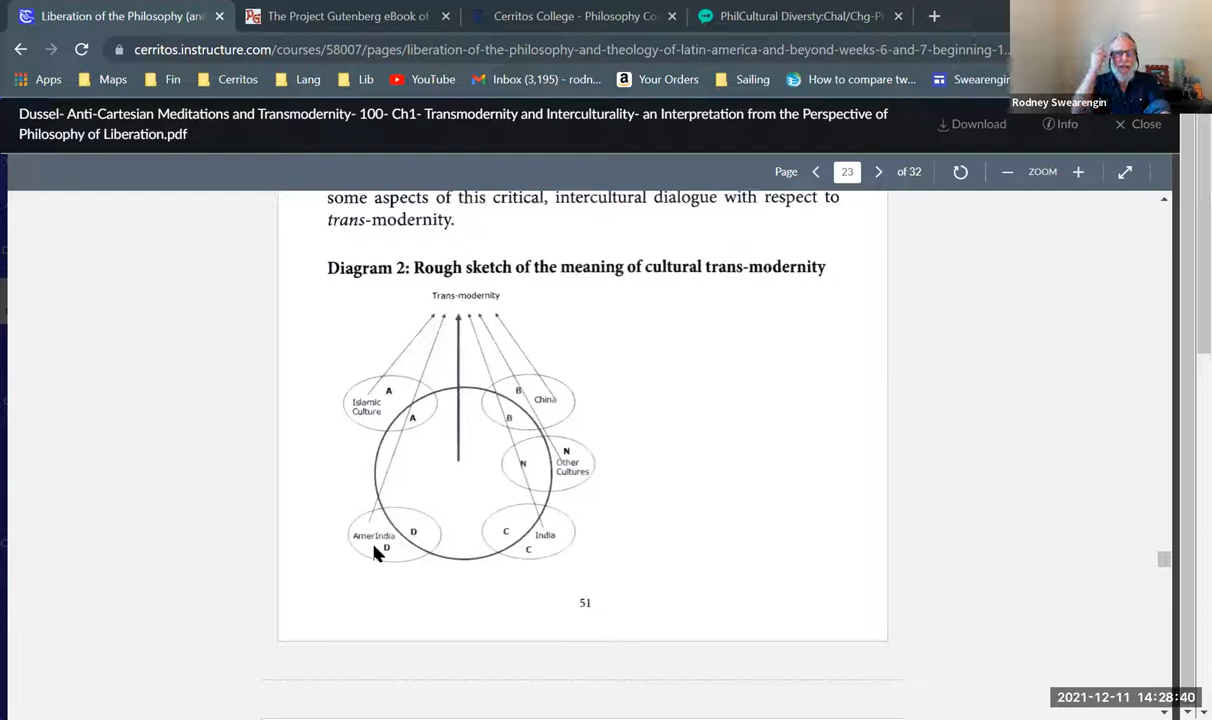 Liberation of the Philosophy (and
The Project Gutenberg eBook of
Cerritos College - Philosophy Co
PhilCultural Diversty:Chal/Chg-P
cerritos.instructure.com/courses/58007/pages/liberation-of-the-philosophy-and-theology-of-latin-america-and-beyond-weeks-6-and-7-beginning-1...
Apps
Maps
Fin
Cerritos
Lang
Lib
YouTube
Inbox (3,195) - rodn...
Your Orders
Sailing
How to compare tw...
Swearengin
Rodney Swearengin
Dussel- Anti-Cartesian Meditations and Transmodernity- 100- Ch1- Transmodernity and Interculturality- an Interpretation from the Perspective of
Philosophy of Liberation.pdf
Download
Info
Close
Page
23
of 32
ZOOM
some aspects of this critical, intercultural dialogue with respect to
trans-modernity.
Diagram 2: Rough sketch of the meaning of cultural trans-modernity
Trans-modernity
A
Islamic
Culture
A
B
China
B
N
N
Other
Cultures
AmerIndia
D
D
C
India
C
51
2021-12-11 14:28:40